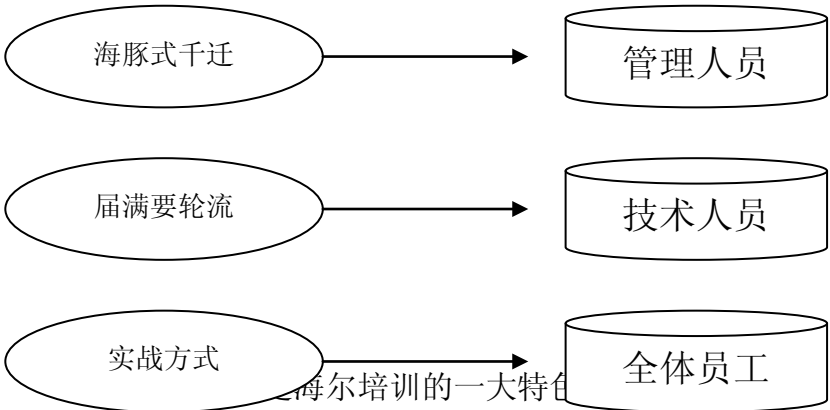 海豚式千迁
管理人员
届满要轮流
技术人员
实战方式
全体员工
海尔培训的一大特色